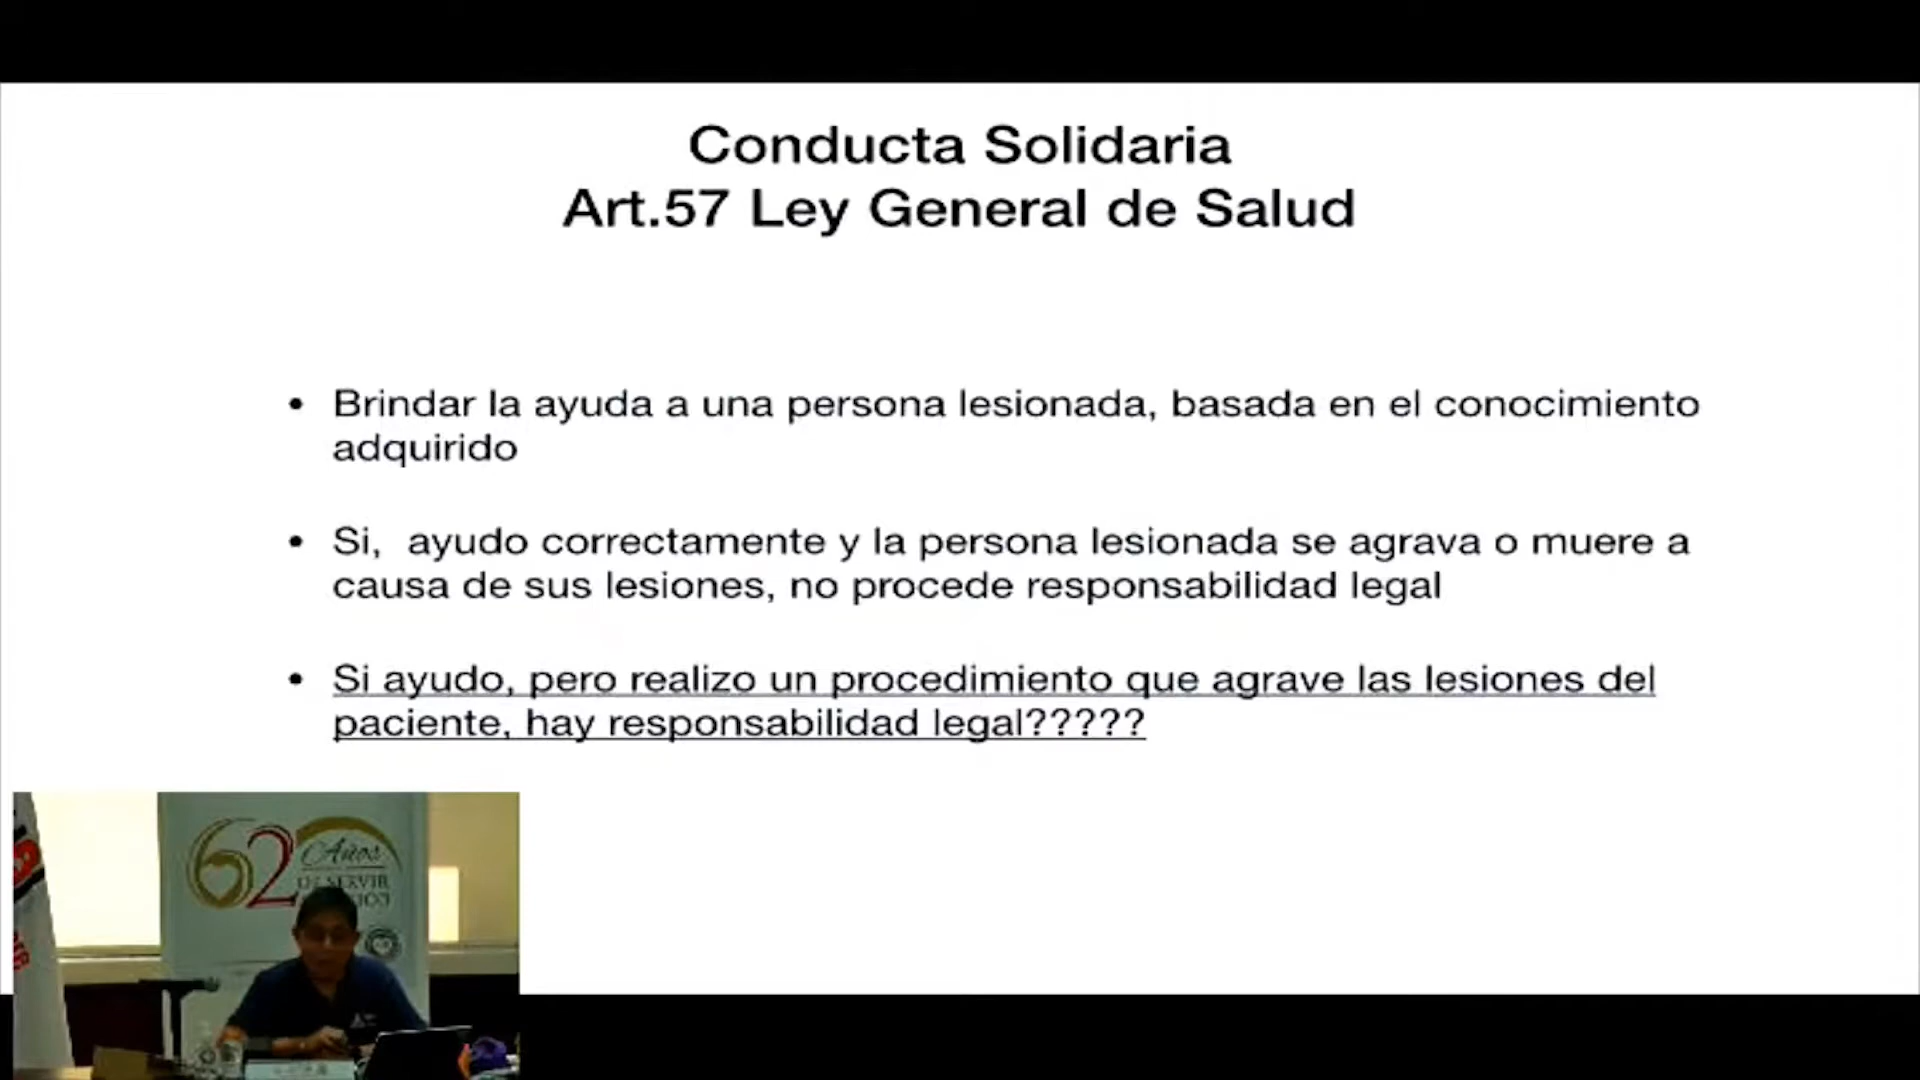 Conducta Solidaria
Art.57 Ley General de Salud
• Brindar la ayuda a una persona lesionada, basada en el conocimiento
adquirido
• Si,  ayudo correctamente y la persona lesionada se agrava o muere a
causa de sus lesiones, no procede responsabilidad legal
• Si ayudo, pero realizo un procedimiento que agrave las lesiones del
paciente, hay responsabilidad legal?????
62 Años
DE SERVIR